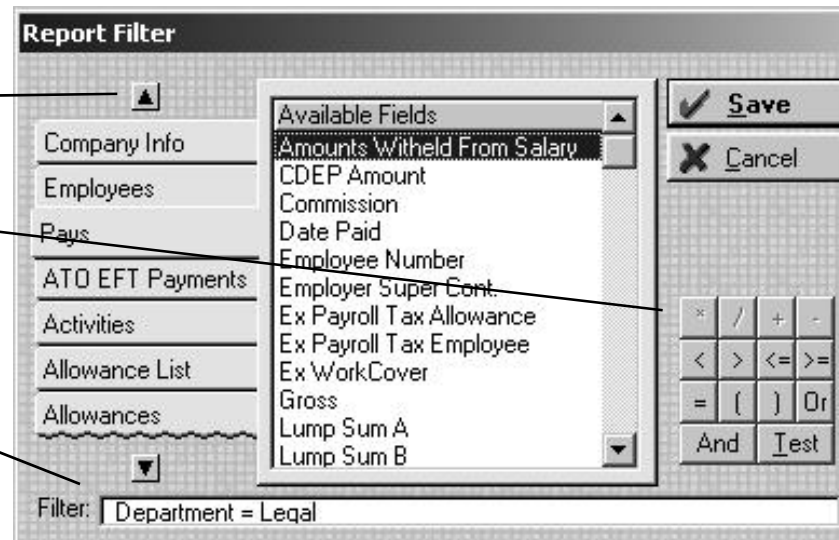 Report Filter
Company Info
Employees
Pays
ATO EFT Payments
Activities
Allowance List
Allowances
Available Fields
Amounts Witheld From Salary
CDEP Amount
Commission
Date Paid
Employee Number
Employer Super Cont.
Ex Payroll Tax Allowance
Ex Payroll Tax Employee
Ex WorkCover
Gross
Lump Sum A
Lump Sum B
Save
Cancel
* / + -
< > <= >=
= ( ) Or
And Test
Filter: Department = Legal